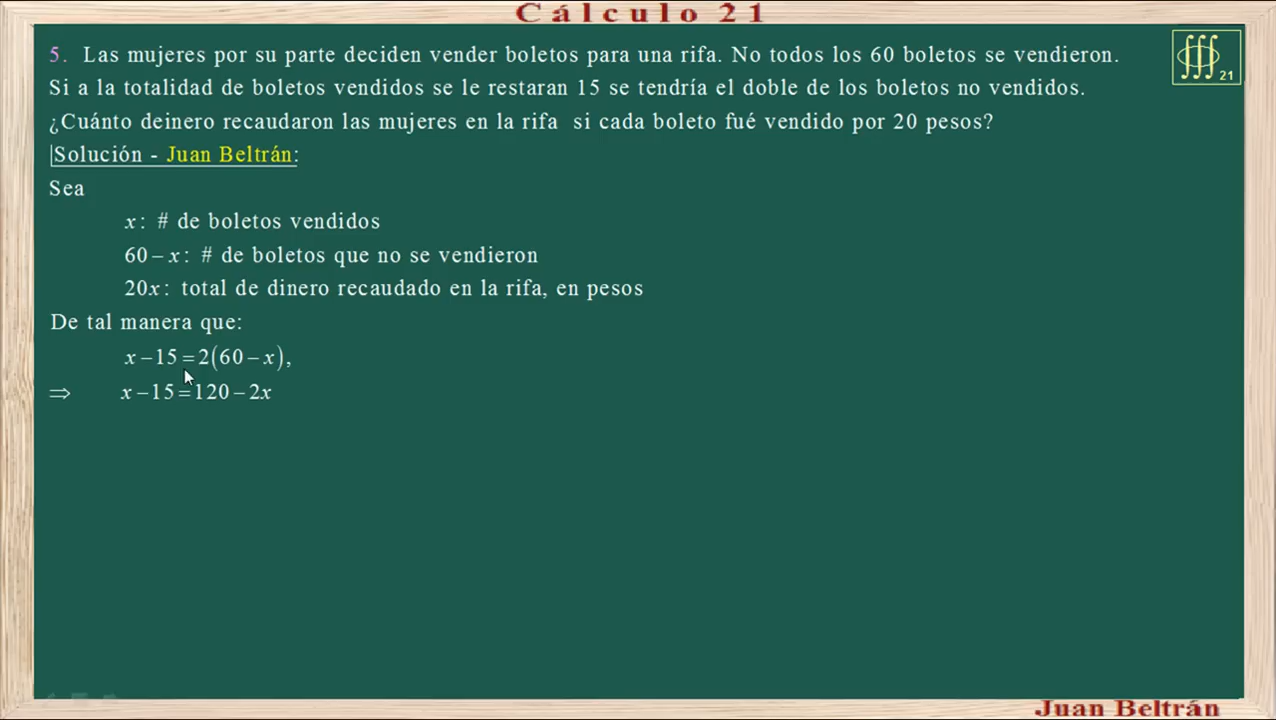 Cálculo 21
5. Las mujeres por su parte deciden vender boletos para una rifa. No todos los 60 boletos se vendieron.
Si a la totalidad de boletos vendidos se le restaran 15 se tendría el doble de los boletos no vendidos.
¿Cuánto deinero recaudaron las mujeres en la rifa si cada boleto fué vendido por 20 pesos?
∫∫∫ 21
Solución - Juan Beltrán:
Sea
x: # de boletos vendidos
60 – x: # de boletos que no se vendieron
20x: total de dinero recaudado en la rifa, en pesos
De tal manera que:
x – 15 = 2(60 – x),
⇒ x – 15 = 120 – 2x
Juan Beltrán